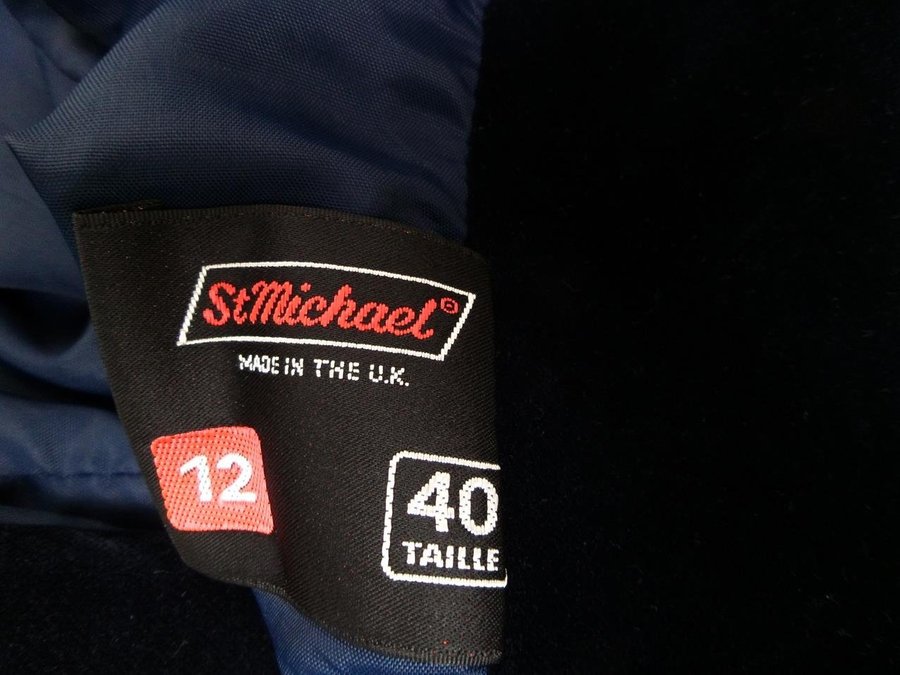 StMichael®
MADE IN THE U.K.
12
40
TAILLE